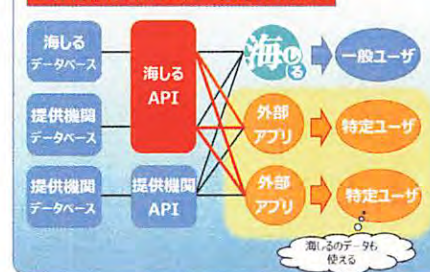 海しる
データベース
海しる
API
海しる
一般ユーザ
提供機関
データベース
外部
アプリ
特定ユーザ
提供機関
データベース
提供機関
API
外部
アプリ
特定ユーザ
海しるのデータも
使える